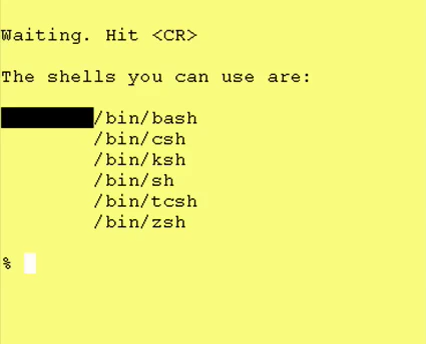 Waiting. Hit <CR>
The shells you can use are:
/bin/bash
/bin/csh
/bin/ksh
/bin/sh
/bin/tcsh
/bin/zsh
%